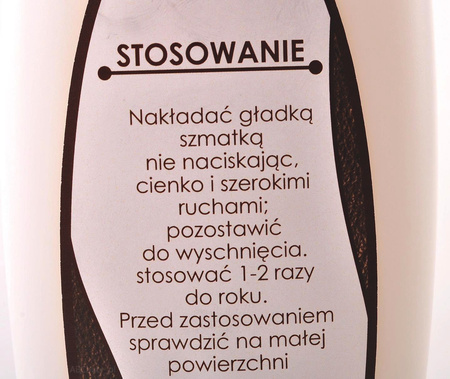 STOSOWANIE
Nakładać gładką
szmatką
nie naciskając,
cienko i szerokimi
ruchami;
pozostawić
do wyschnięcia.
stosować 1-2 razy
do roku.
Przed zastosowaniem
sprawdzić na małej
powierzchni